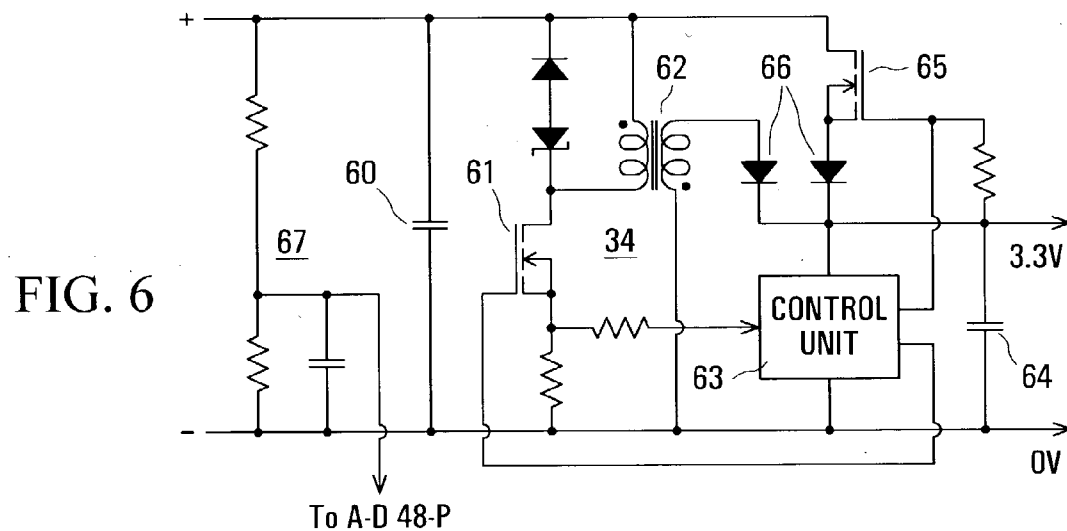 +
62
66
65
60
61
67
34
3.3V
FIG. 6
CONTROL
UNIT
63
64
−
0V
To A-D 48-P